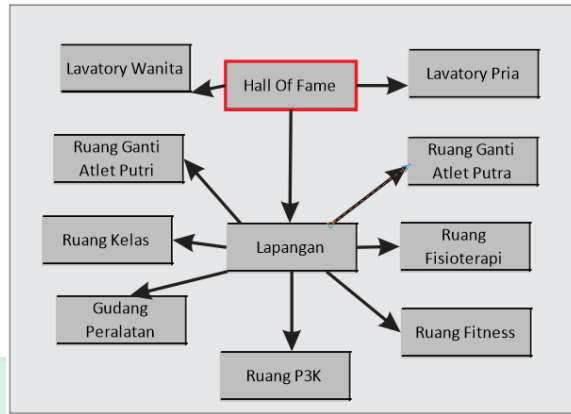 Lavatory Wanita
Hall Of Fame
Lavatory Pria
Ruang Ganti
Atlet Putri
Ruang Ganti
Atlet Putra
Ruang Kelas
Lapangan
Ruang
Fisioterapi
Gudang
Peralatan
Ruang Fitness
Ruang P3K